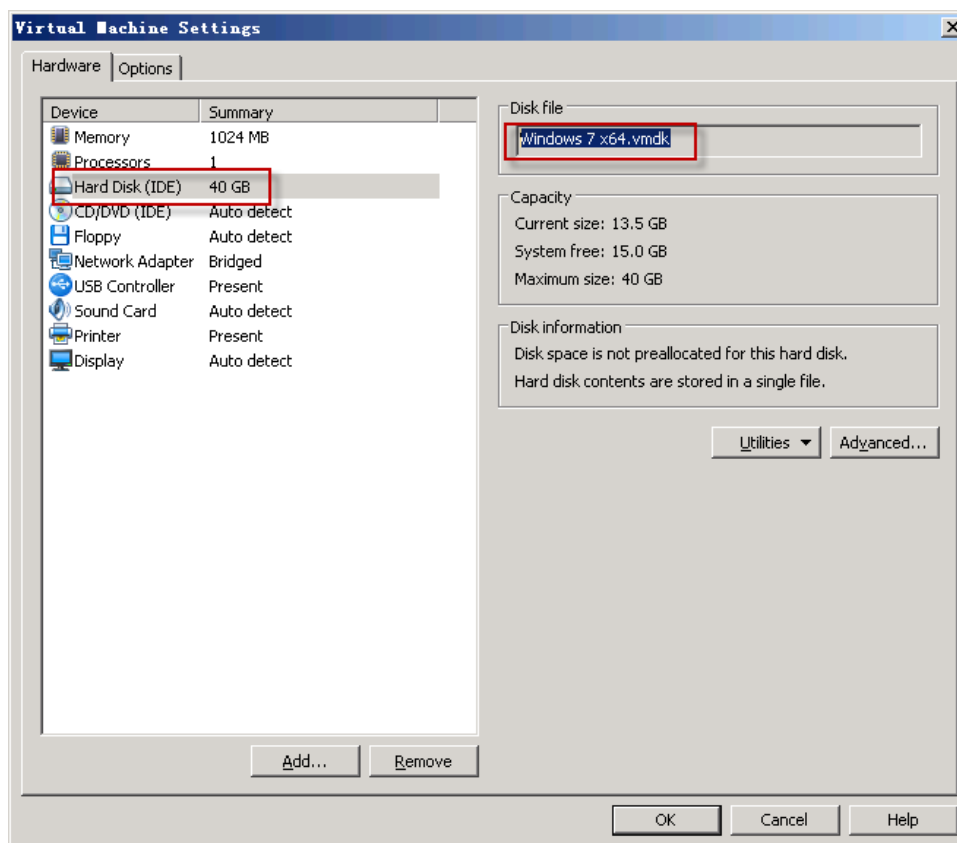 Virtual Machine Settings
Hardware Options
Device Summary
Memory 1024 MB
Processors 1
Hard Disk (IDE) 40 GB
CD/DVD (IDE) Auto detect
Floppy Auto detect
Network Adapter Bridged
USB Controller Present
Sound Card Auto detect
Printer Present
Display Auto detect
Add... Remove
Disk file
Windows 7 x64.vmdk
Capacity
Current size: 13.5 GB
System free: 15.0 GB
Maximum size: 40 GB
Disk information
Disk space is not preallocated for this hard disk.
Hard disk contents are stored in a single file.
Utilities Advanced...
OK Cancel Help